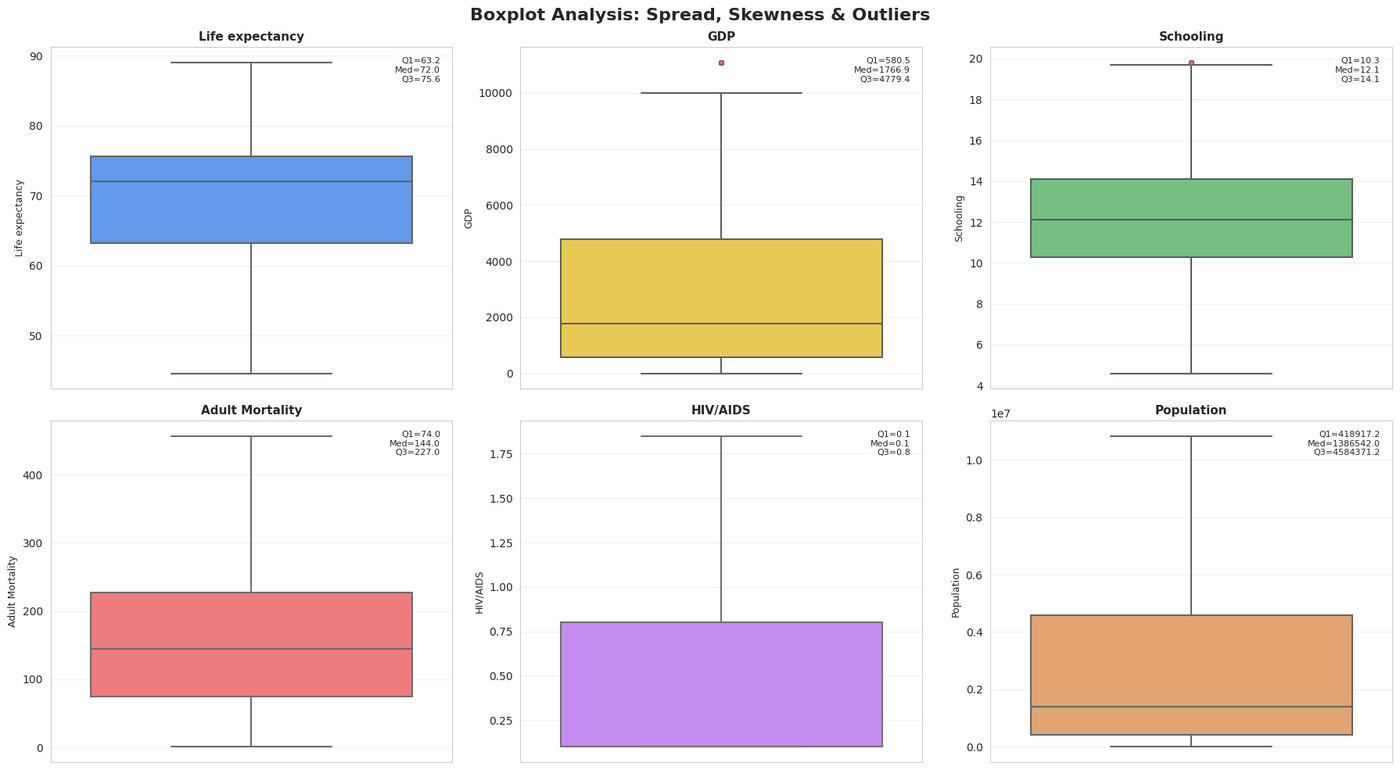 Boxplot Analysis: Spread, Skewness & Outliers
Life expectancy
Life expectancy
90
80
70
60
50
Q1=63.2
Med=72.0
Q3=75.6
GDP
GDP
10000
8000
6000
4000
2000
0
Q1=580.5
Med=1766.9
Q3=4779.4
Schooling
Schooling
20
18
16
14
12
10
8
6
4
Q1=10.3
Med=12.1
Q3=14.1
Adult Mortality
Adult Mortality
400
300
200
100
0
Q1=74.0
Med=144.0
Q3=227.0
HIV/AIDS
HIV/AIDS
1.75
1.50
1.25
1.00
0.75
0.50
0.25
Q1=0.1
Med=0.1
Q3=0.8
Population
1e7
Population
1.0
0.8
0.6
0.4
0.2
0.0
Q1=418917.2
Med=1386542.0
Q3=4584371.2